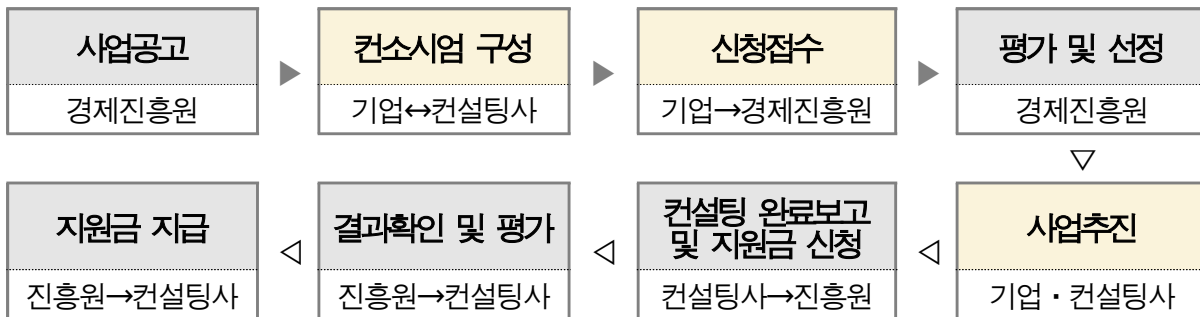 사업공고
경제진흥원
컨소시엄 구성
기업↔컨설팅사
신청접수
기업→경제진흥원
평가 및 선정
경제진흥원
사업추진
기업 · 컨설팅사
컨설팅 완료보고
및 지원금 신청
컨설팅사→진흥원
결과확인 및 평가
진흥원→컨설팅사
지원금 지급
진흥원→컨설팅사